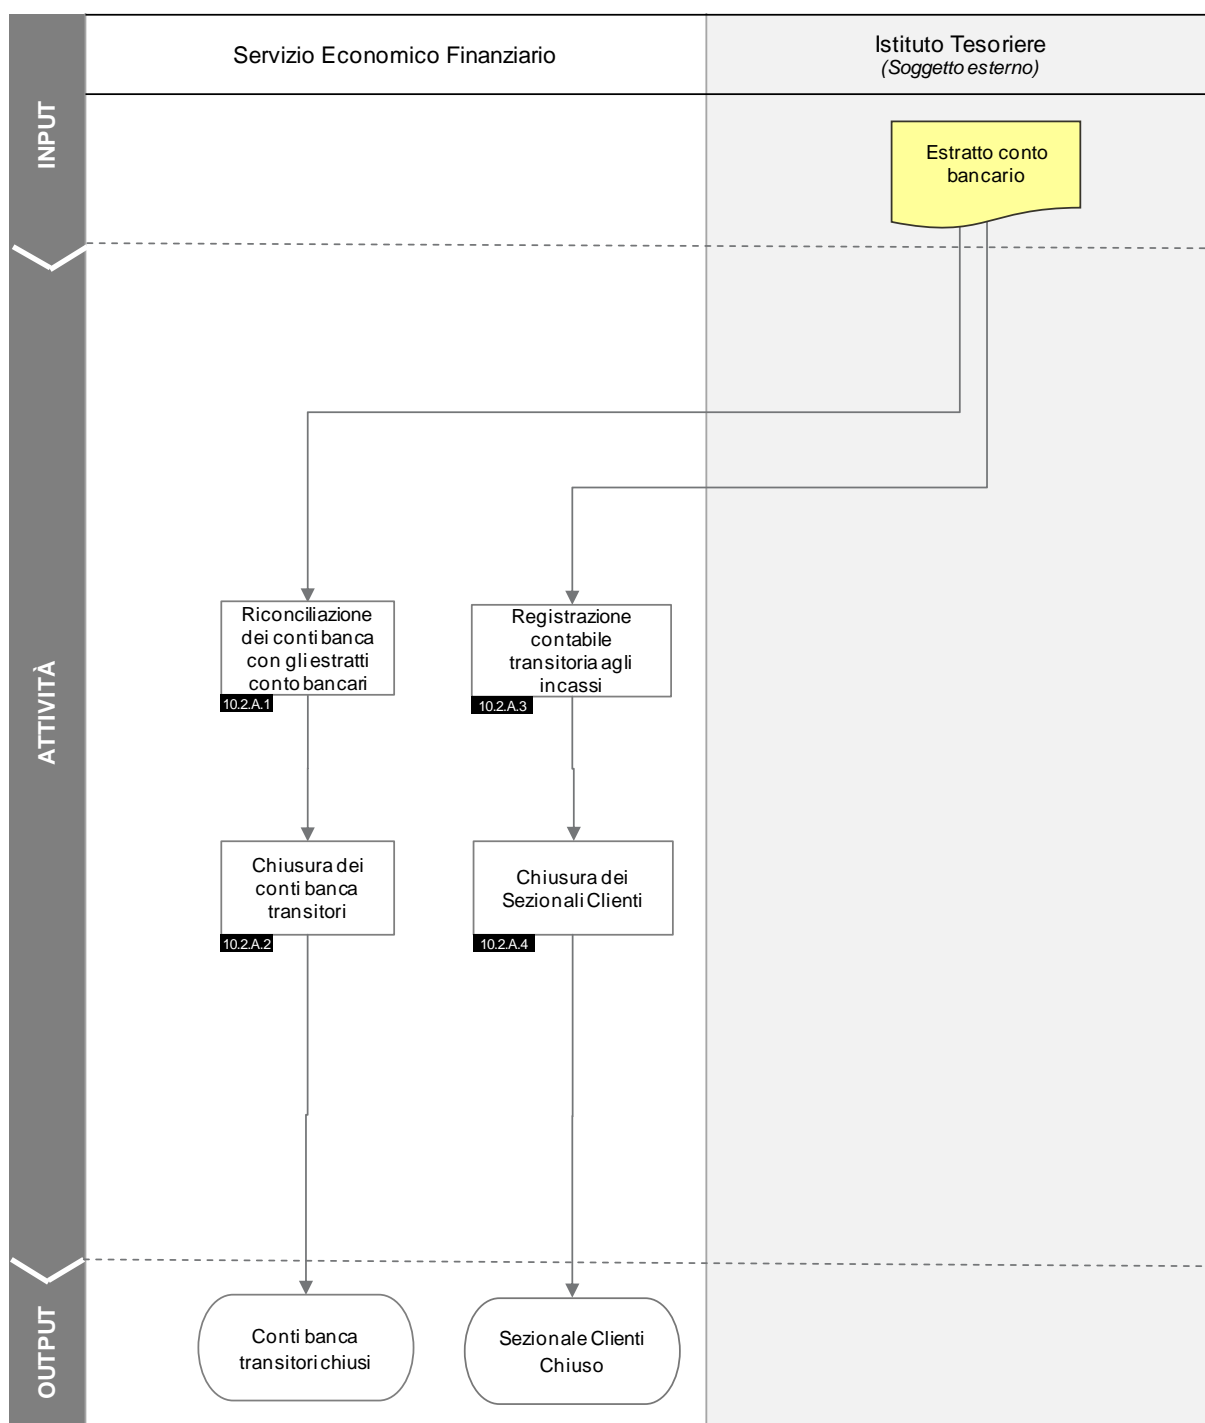 Servizio Economico Finanziario
Istituto Tesoriere
(Soggetto esterno)
INPUT
Estratto conto
bancario
ATTIVITÀ
Riconciliazione
dei conti banca
con gli estratti
conto bancari
10.2.A.1
Registrazione
contabile
transitoria agli
incassi
10.2.A.3
Chiusura dei
conti banca
transitori
10.2.A.2
Chiusura dei
Sezionali Clienti
10.2.A.4
OUTPUT
Conti banca
transitori chiusi
Sezionale Clienti
Chiuso